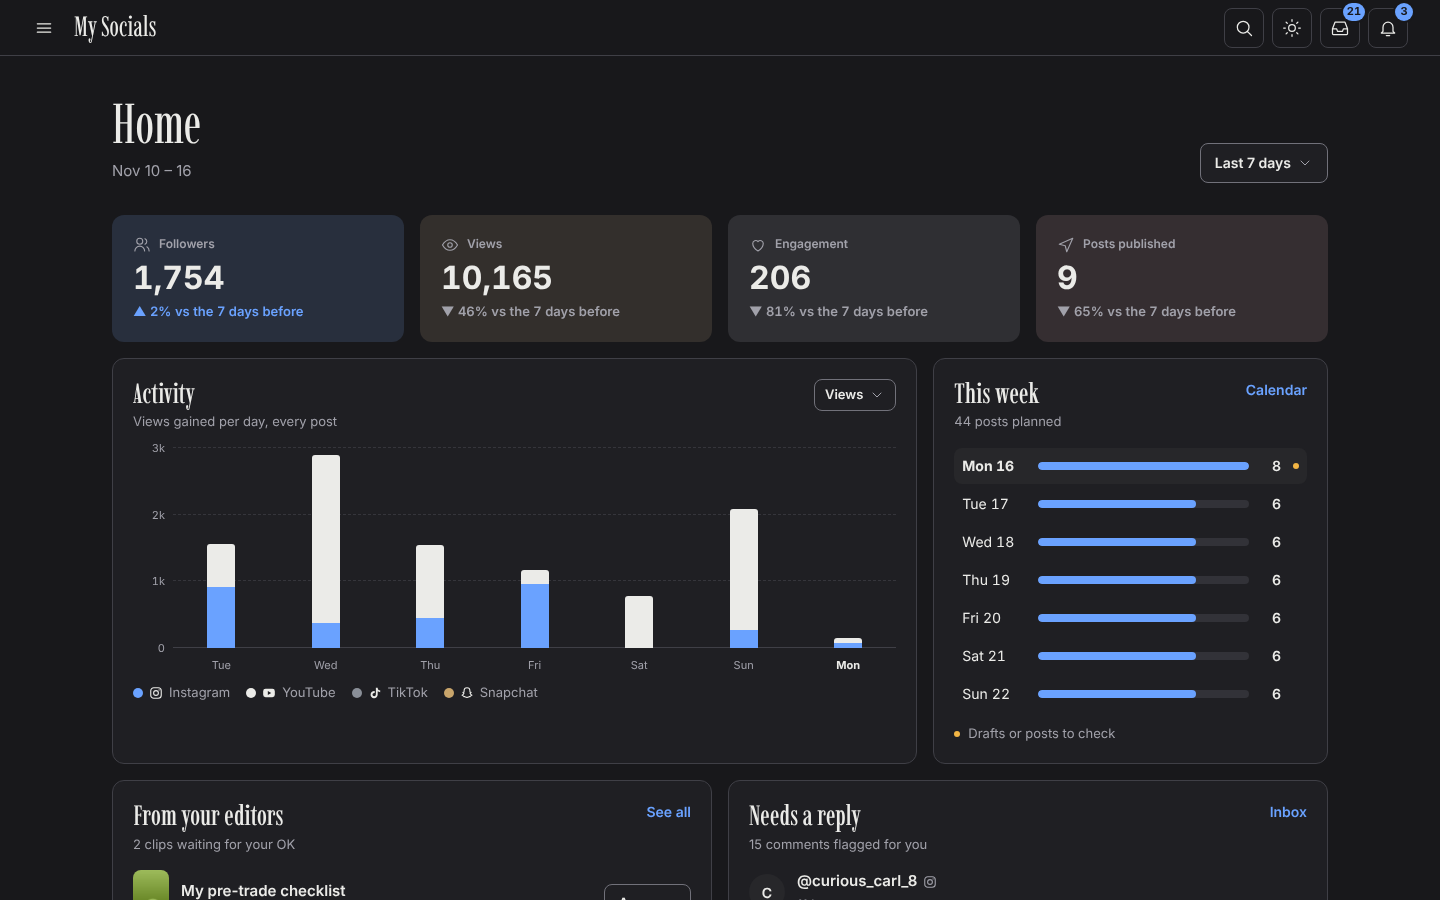 My Socials
21
3
Home
Nov 10 – 16
Last 7 days
Followers
1,754
▲ 2% vs the 7 days before
Views
10,165
▼ 46% vs the 7 days before
Engagement
206
▼ 81% vs the 7 days before
Posts published
9
▼ 65% vs the 7 days before
Activity
Views
Views gained per day, every post
3k
2k
1k
0
Tue Wed Thu Fri Sat Sun Mon
Instagram YouTube TikTok Snapchat
This week
Calendar
44 posts planned
Mon 16 8
Tue 17 6
Wed 18 6
Thu 19 6
Fri 20 6
Sat 21 6
Sun 22 6
Drafts or posts to check
From your editors
See all
2 clips waiting for your OK
My pre-trade checklist
Needs a reply
Inbox
15 comments flagged for you
C
@curious_carl_8